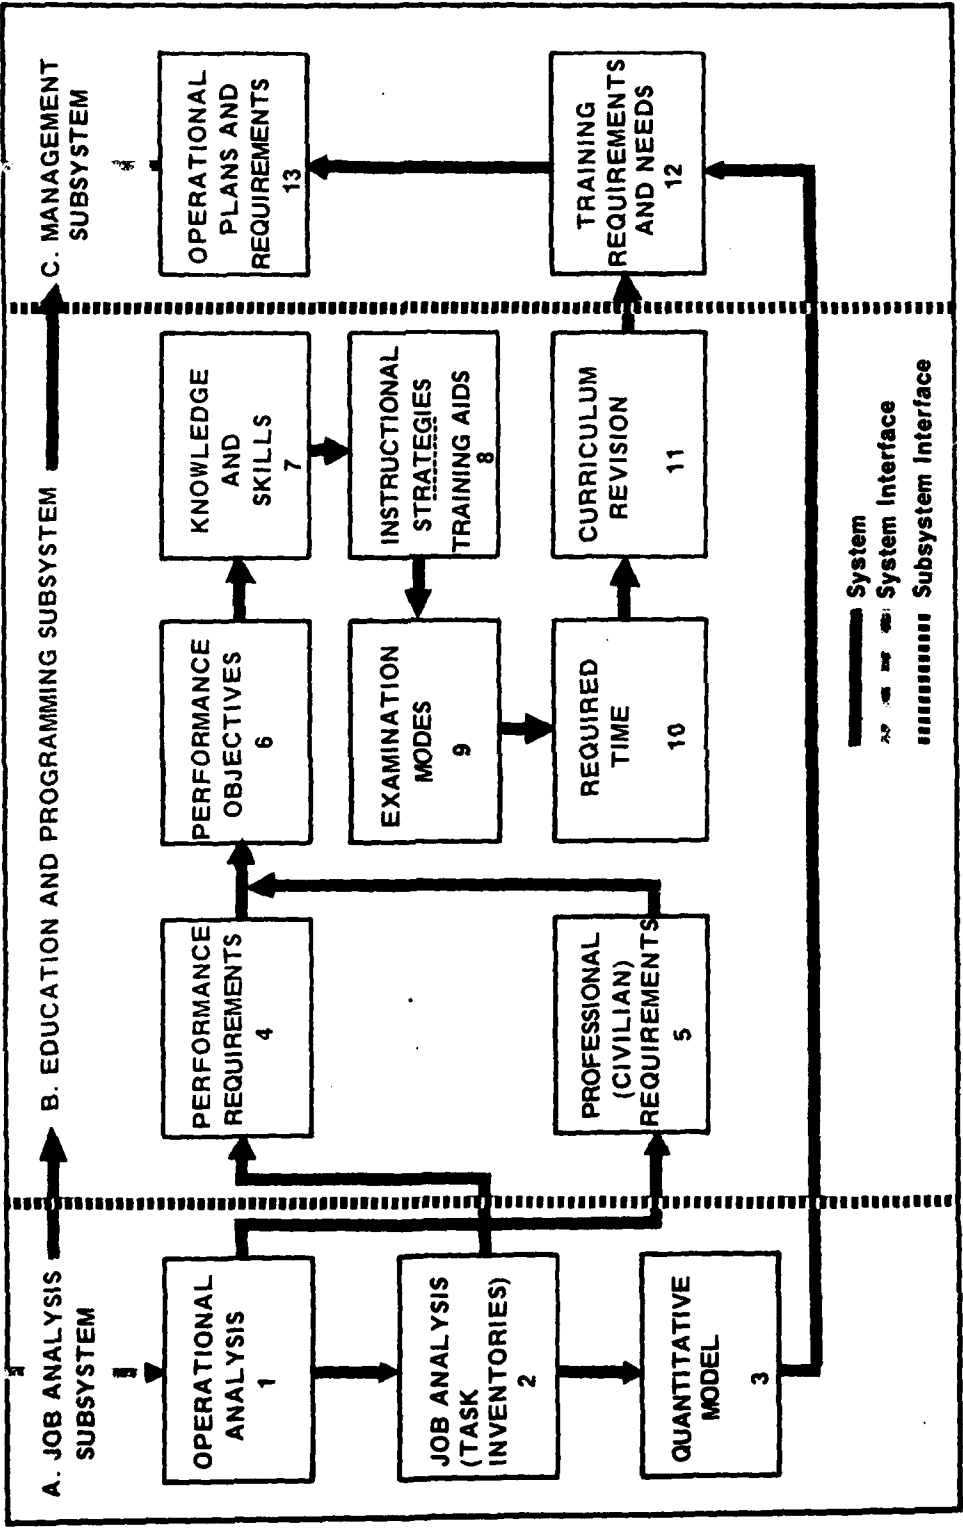 A. JOB ANALYSIS
SUBSYSTEM
B. EDUCATION AND PROGRAMMING SUBSYSTEM
C. MANAGEMENT
SUBSYSTEM
OPERATIONAL
ANALYSIS
1
JOB ANALYSIS
(TASK
INVENTORIES)
2
QUANTITATIVE
MODEL
3
PERFORMANCE
REQUIREMENTS
4
PROFESSIONAL
(CIVILIAN)
REQUIREMENTS
5
PERFORMANCE
OBJECTIVES
6
KNOWLEDGE
AND
SKILLS
7
INSTRUCTIONAL
STRATEGIES
TRAINING AIDS
8
EXAMINATION
MODES
9
REQUIRED
TIME
10
CURRICULUM
REVISION
11
TRAINING
REQUIREMENTS
AND NEEDS
12
OPERATIONAL
PLANS AND
REQUIREMENTS
13
System
System Interface
Subsystem Interface